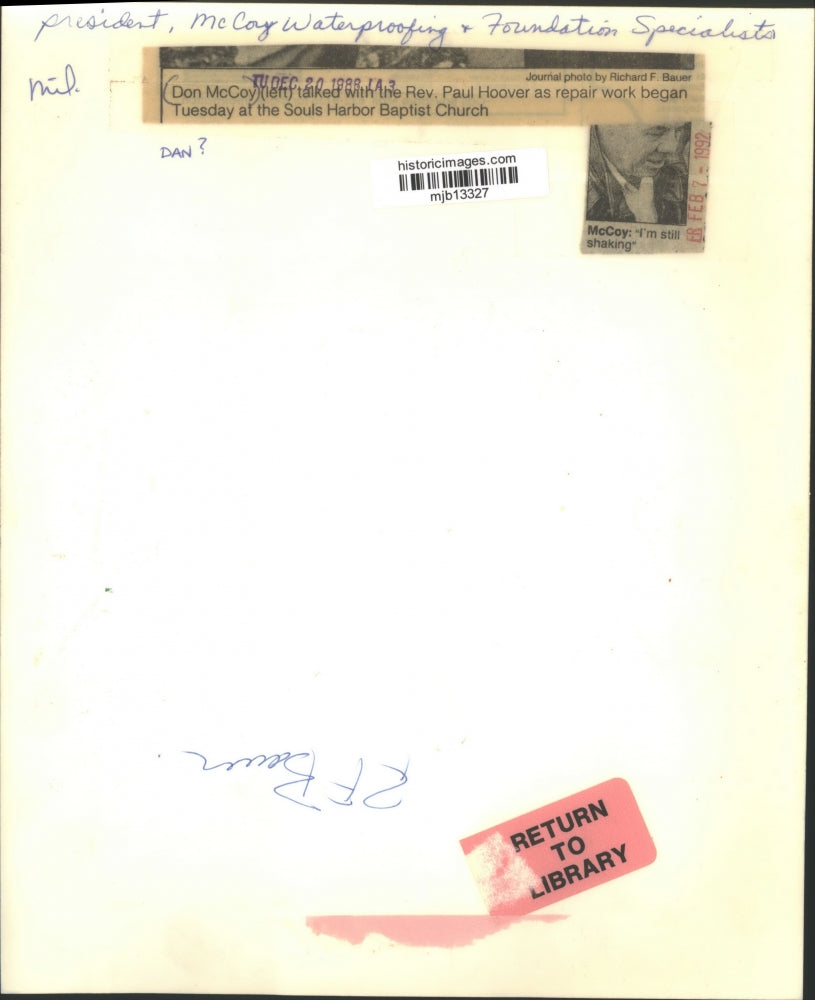 president, McCoy Waterproofing & Foundation Specialists
Mil.
Journal photo by Richard F. Bauer
TU DEC 20 1988 LA 3
(Don McCoy) (left) talked with the Rev. Paul Hoover as repair work began
Tuesday at the Souls Harbor Baptist Church
DAN?
historicimages.com
mjb13327
McCoy: "I'm still
shaking"
FEB 7 - 1992
RF Bauer
RETURN
TO
LIBRARY